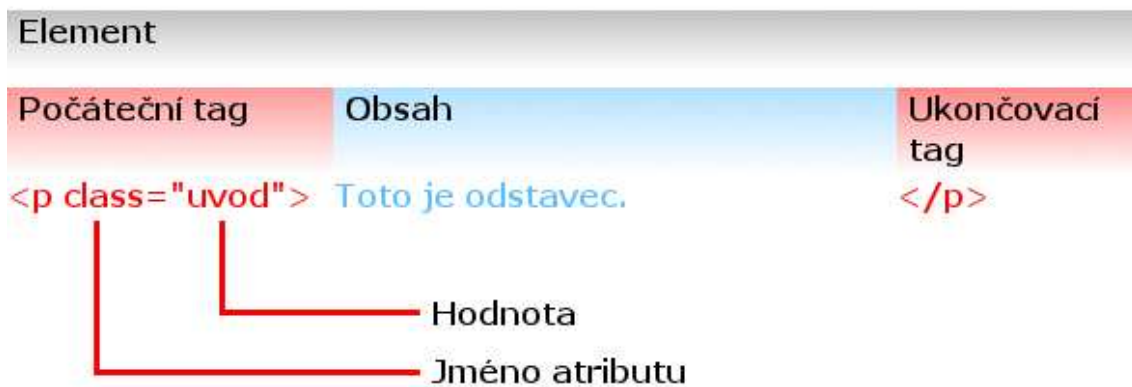 Element
Počáteční tag
Obsah
Ukončovací
tag
<p class="uvod">
Toto je odstavec.
</p>
Hodnota
Jméno atributu